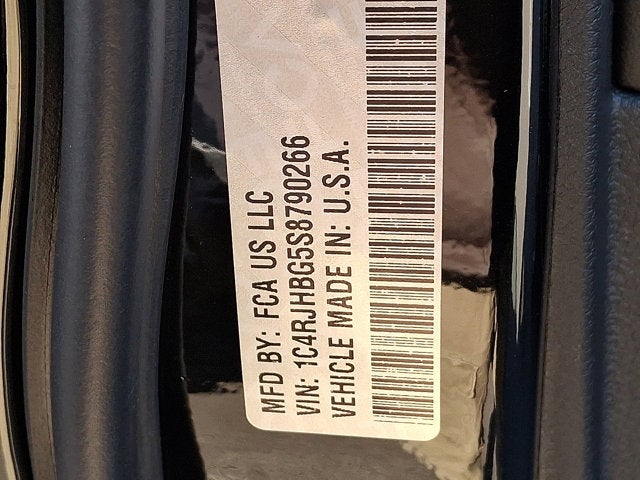 MFD BY: FCA US LLC
VIN: 1C4RJHBG5S8790266
VEHICLE MADE IN: U.S.A.